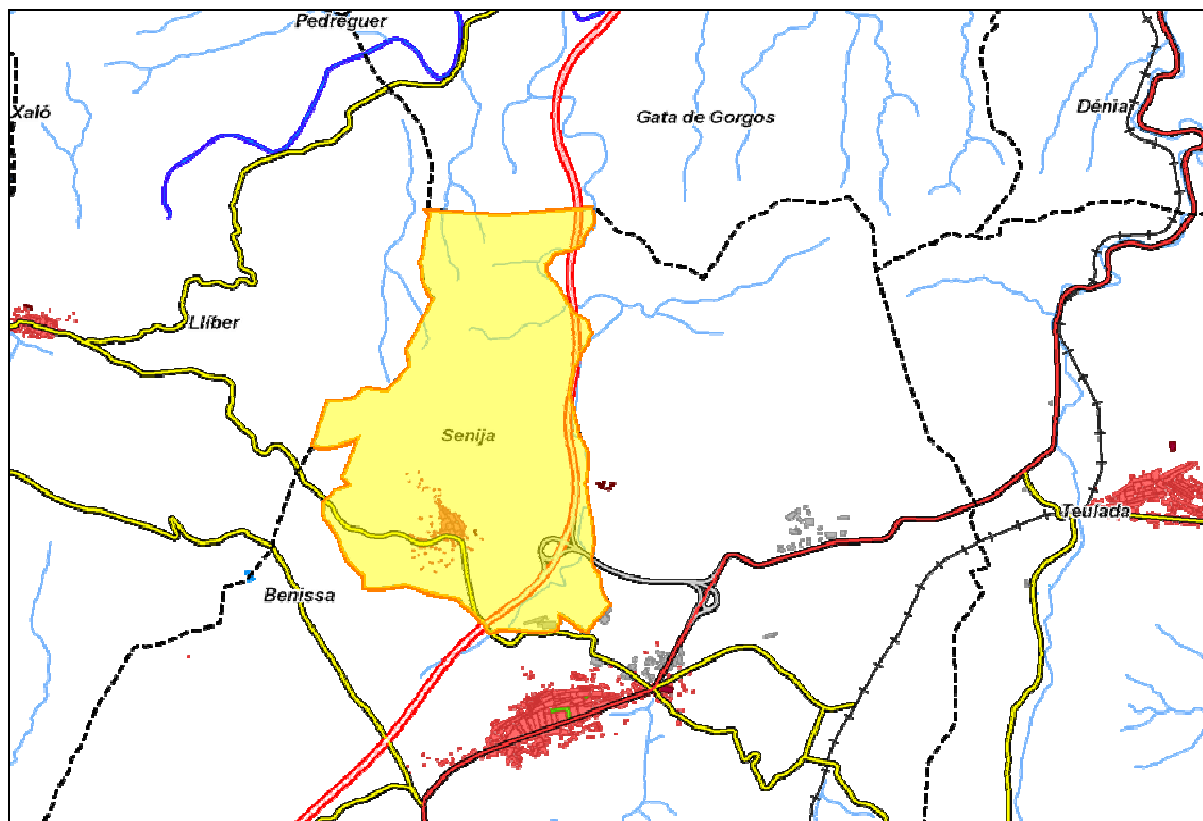 Pedreguer
Xaló
Gata de Gorgos
Dénia
Llíber
Senija
Teulada
Benissa